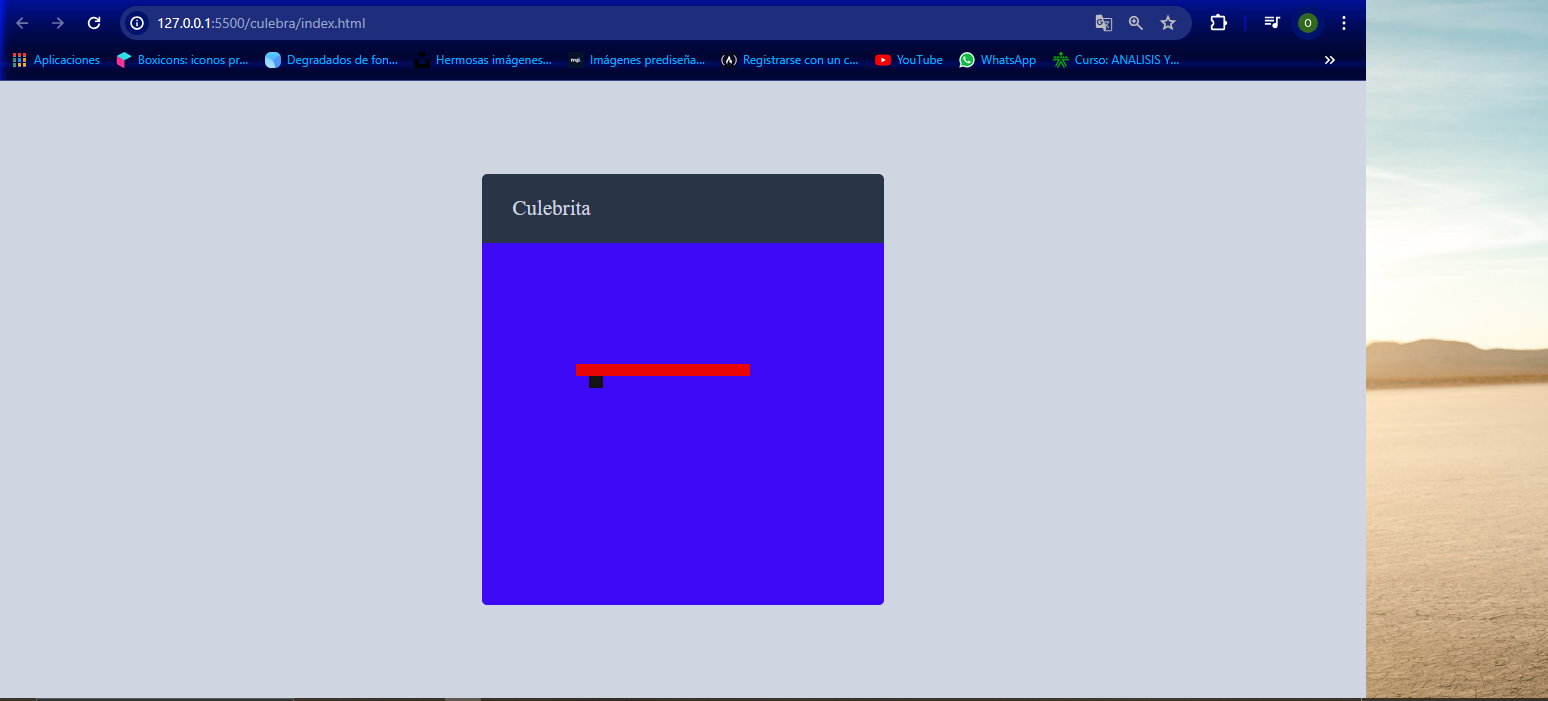 127.0.0.1:5500/culebra/index.html
O
Aplicaciones Boxicons: iconos pr... Degradados de fon... Hermosas imágenes... mp. Imágenes prediseña... (Λ) Registrarse con un c... YouTube WhatsApp Curso: ANALISIS Y...
Culebrita